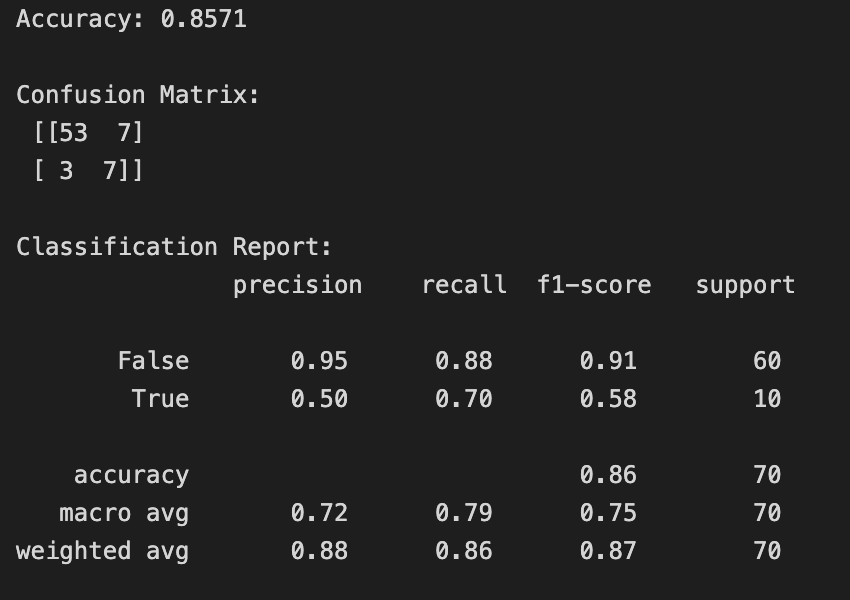 Accuracy: 0.8571
Confusion Matrix:
[[53  7]
[ 3  7]]
Classification Report:
precision    recall  f1-score   support
False       0.95      0.88      0.91        60
True       0.50      0.70      0.58        10
accuracy                           0.86        70
macro avg       0.72      0.79      0.75        70
weighted avg       0.88      0.86      0.87        70